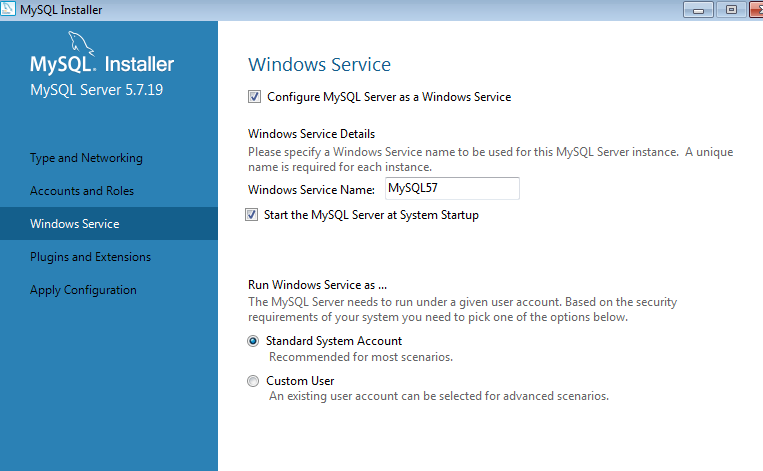 MySQL Installer
MySQL. Installer
MySQL Server 5.7.19
Type and Networking
Accounts and Roles
Windows Service
Plugins and Extensions
Apply Configuration
Windows Service
Configure MySQL Server as a Windows Service
Windows Service Details
Please specify a Windows Service name to be used for this MySQL Server instance. A unique
name is required for each instance.
Windows Service Name: MySQL57
Start the MySQL Server at System Startup
Run Windows Service as ...
The MySQL Server needs to run under a given user account. Based on the security
requirements of your system you need to pick one of the options below.
Standard System Account
Recommended for most scenarios.
Custom User
An existing user account can be selected for advanced scenarios.